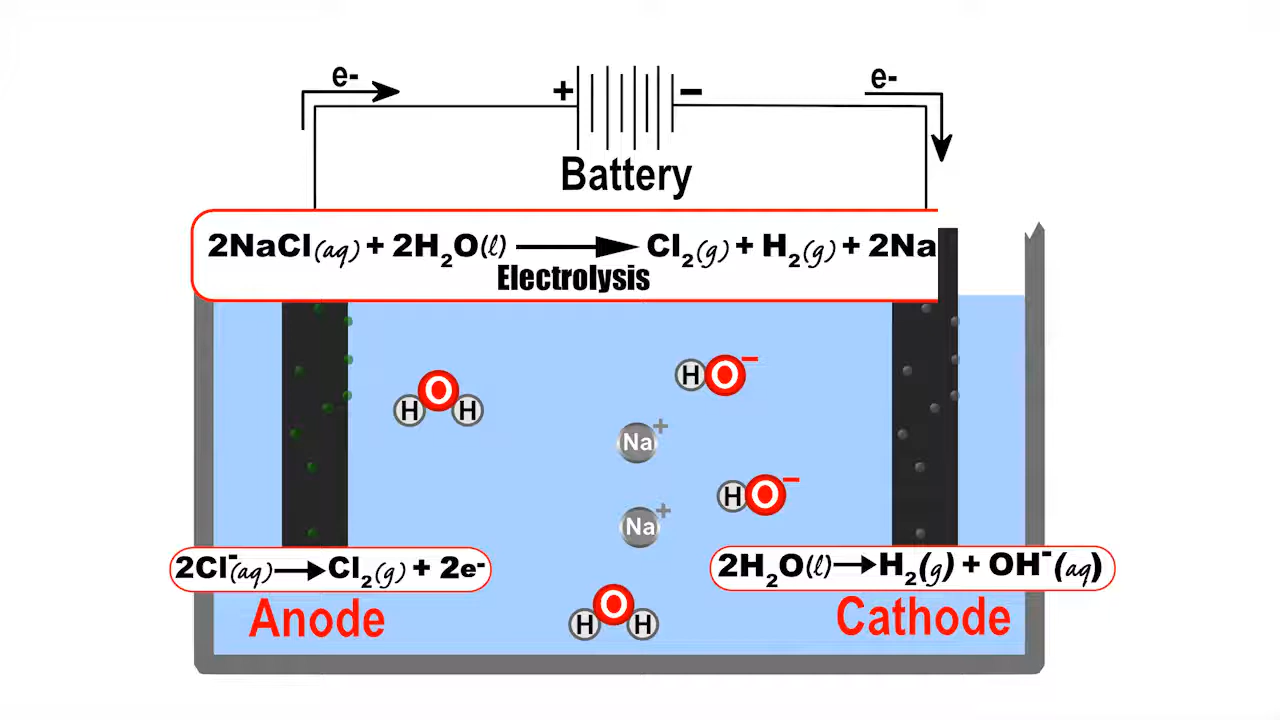 e-
e-
+ −
Battery
2NaCl(aq) + 2H₂O(l) ⟶ Cl₂(g) + H₂(g) + 2Na
Electrolysis
H O⁻
O
H H
Na⁺
H O⁻
Na⁺
2Cl⁻(aq) ⟶ Cl₂(g) + 2e⁻
2H₂O(l) ⟶ H₂(g) + OH⁻(aq)
O
H H
Anode
Cathode